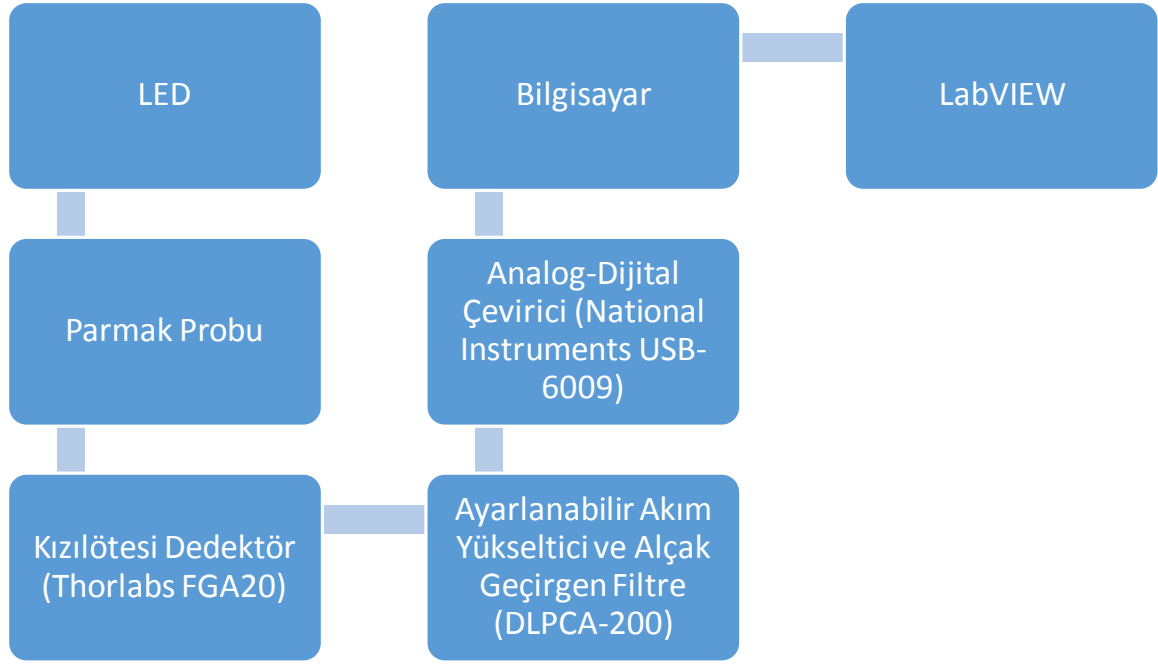 LED
Parmak Probu
Kızılötesi Dedektör
(Thorlabs FGA20)
Ayarlanabilir Akım
Yükseltici ve Alçak
Geçirgen Filtre
(DLPCA-200)
Analog-Dijital
Çevirici (National
Instruments USB-
6009)
Bilgisayar
LabVIEW